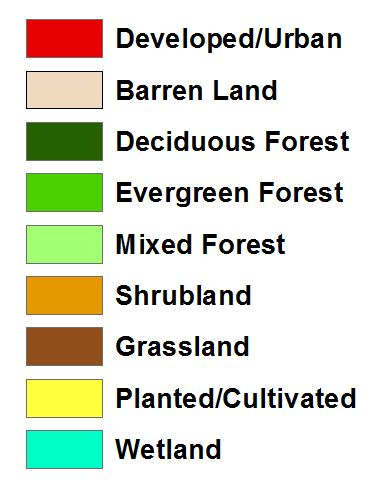 Developed/Urban
Barren Land
Deciduous Forest
Evergreen Forest
Mixed Forest
Shrubland
Grassland
Planted/Cultivated
Wetland